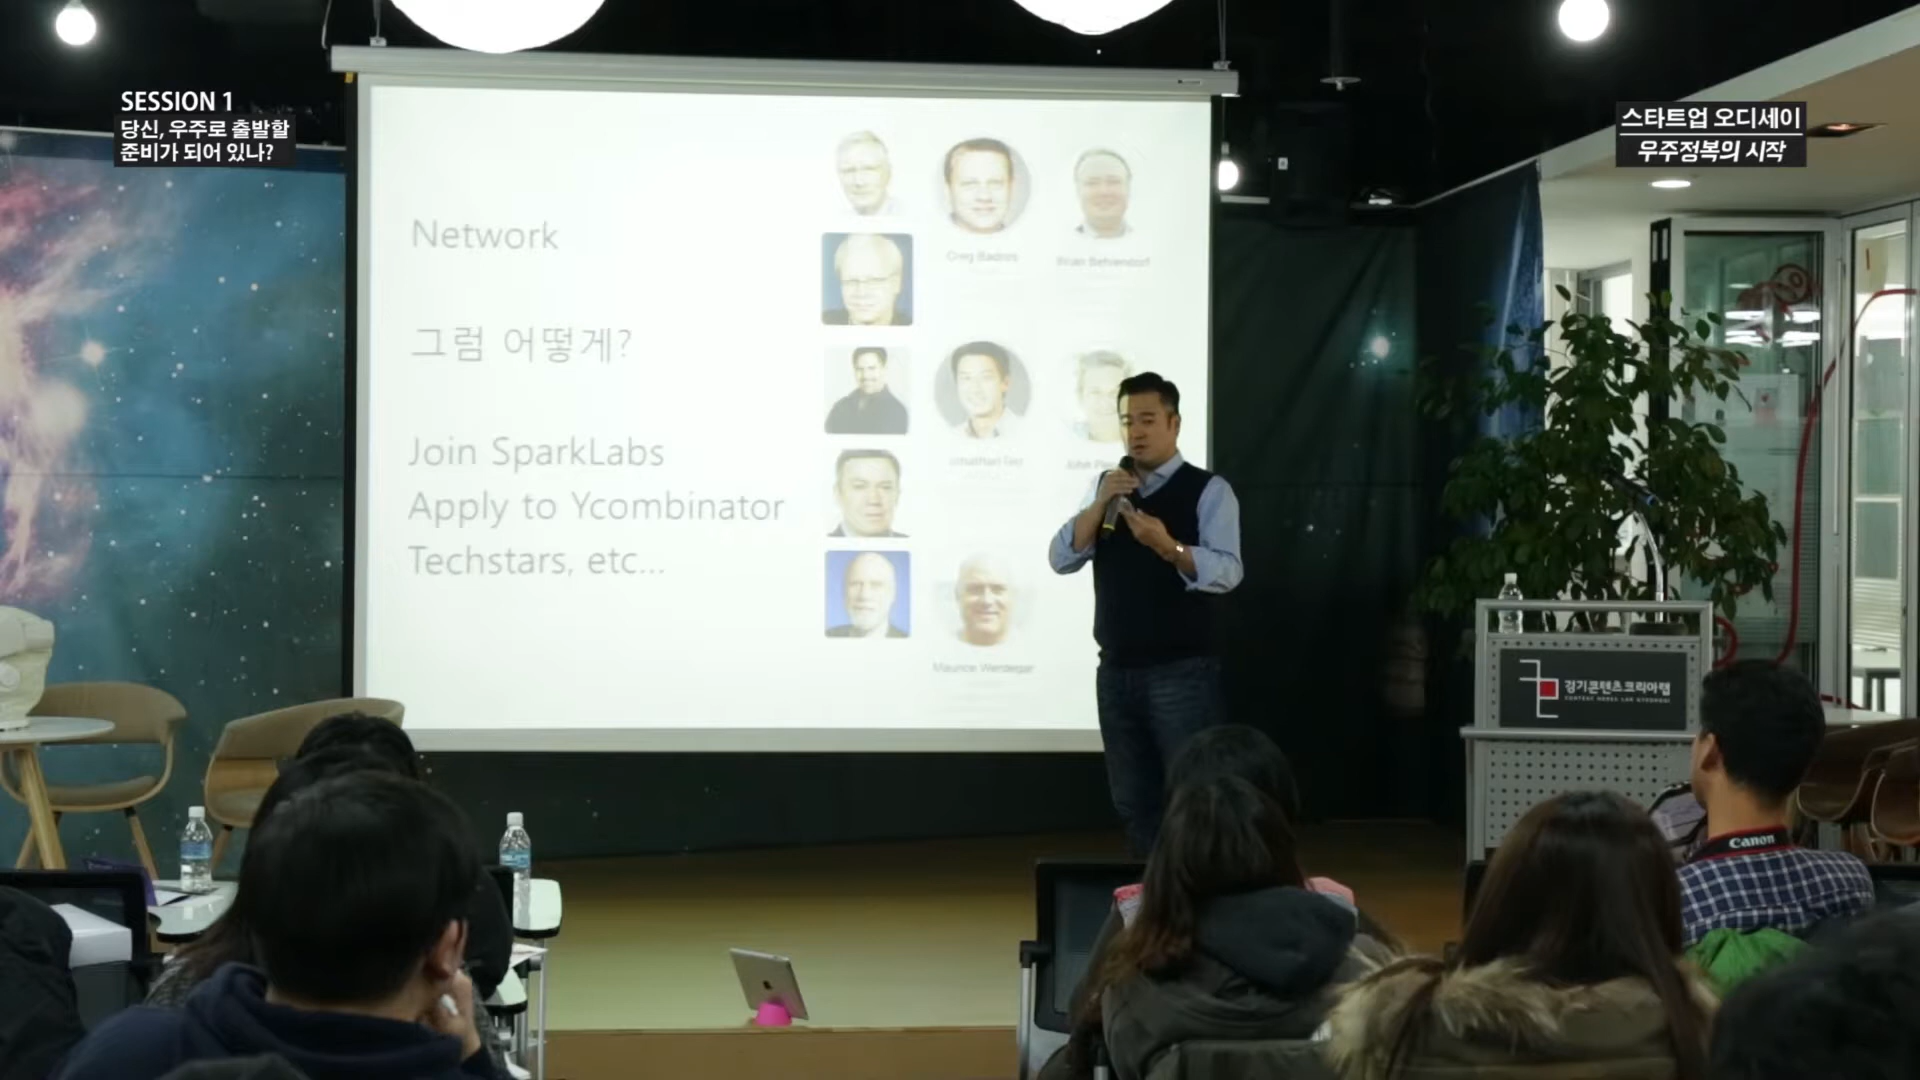 SESSION 1
당신, 우주로 출발할
준비가 되어 있나?
스타트업 오디세이
우주정복의 시작
Network
그럼 어떻게?
Join SparkLabs
Apply to Ycombinator
Techstars, etc...
Greg Badros
Brian Behlendorf
Maurice Werdegar
경기콘텐츠코리아랩
Canon